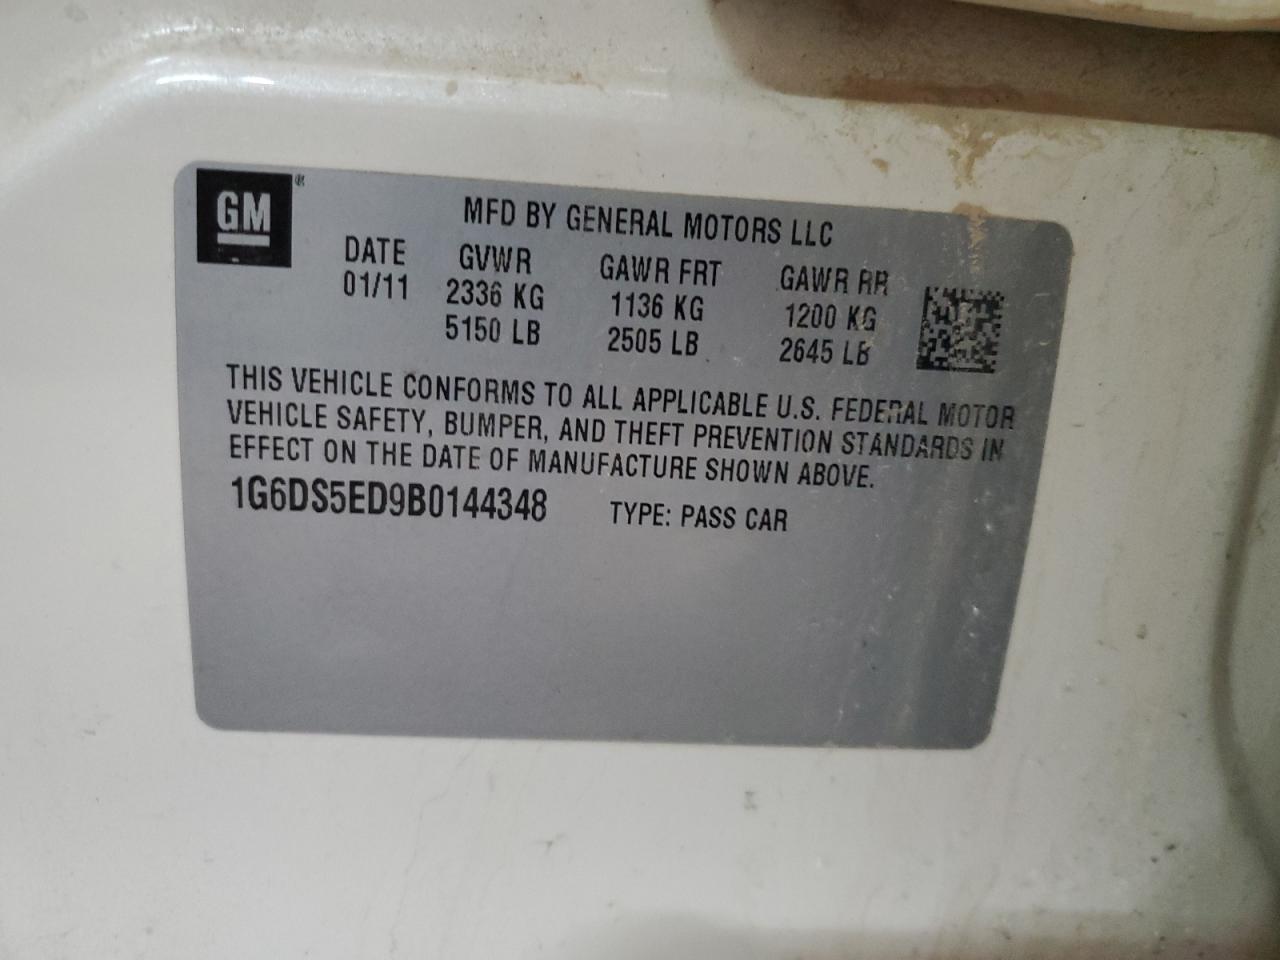 GM
MFD BY GENERAL MOTORS LLC
DATE GVWR GAWR FRT GAWR RR
01/11 2336 KG 1136 KG 1200 KG
5150 LB 2505 LB 2645 LB
THIS VEHICLE CONFORMS TO ALL APPLICABLE U.S. FEDERAL MOTOR
VEHICLE SAFETY, BUMPER, AND THEFT PREVENTION STANDARDS IN
EFFECT ON THE DATE OF MANUFACTURE SHOWN ABOVE.
1G6DS5ED9B0144348 TYPE: PASS CAR